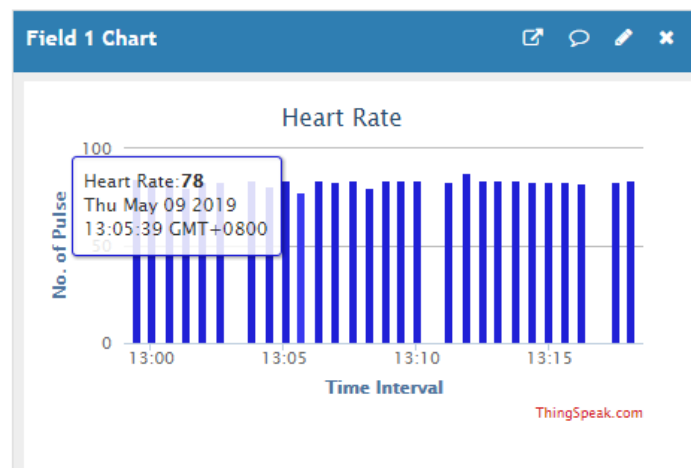 Field 1 Chart
Heart Rate
100
Heart Rate:78
Thu May 09 2019
13:05:39 GMT+0800
50
0
No. of Pulse
13:00
13:05
13:10
13:15
Time Interval
ThingSpeak.com